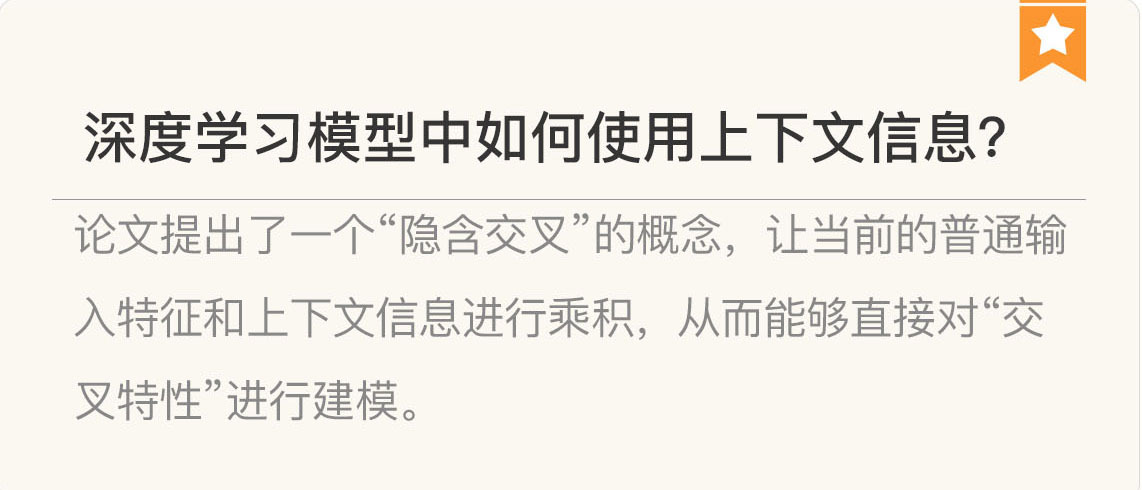 深度学习模型中如何使用上下文信息？
论文提出了一个“隐含交叉”的概念，让当前的普通输
入特征和上下文信息进行乘积，从而能够直接对“交
叉特性”进行建模。